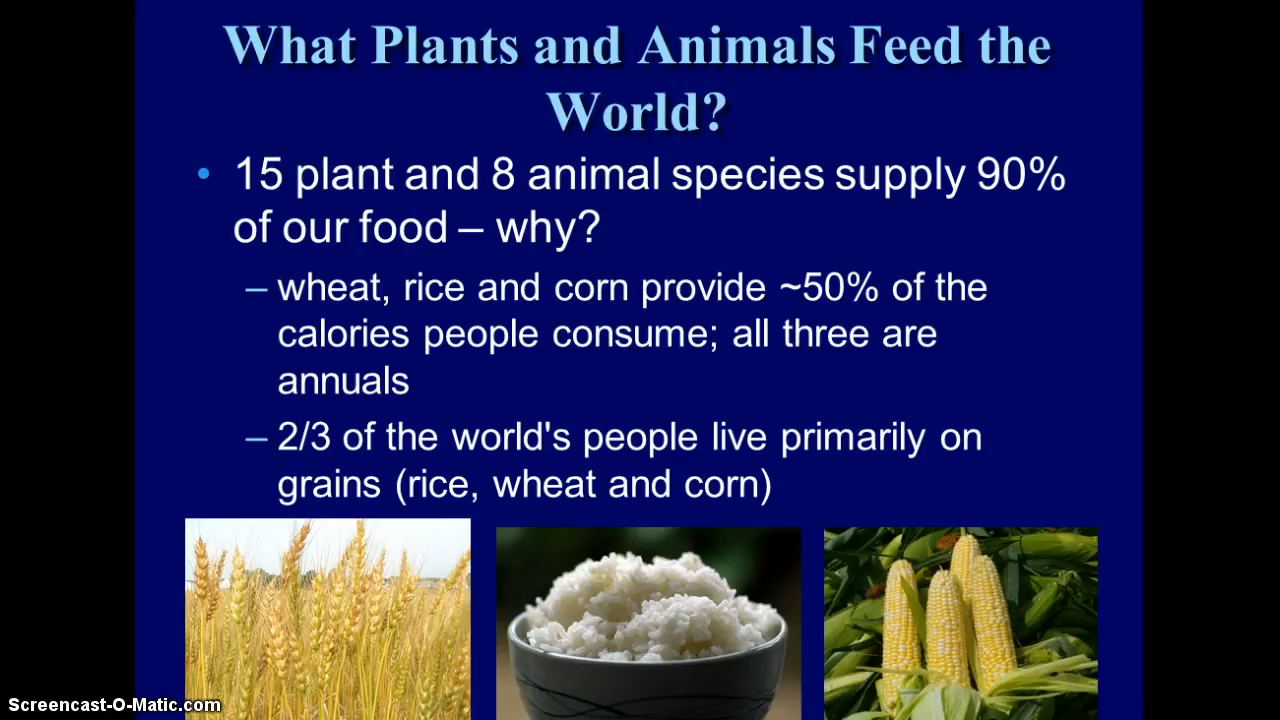 What Plants and Animals Feed the
World?
• 15 plant and 8 animal species supply 90%
of our food – why?
– wheat, rice and corn provide ~50% of the
calories people consume; all three are
annuals
– 2/3 of the world's people live primarily on
grains (rice, wheat and corn)
Screencast-O-Matic.com